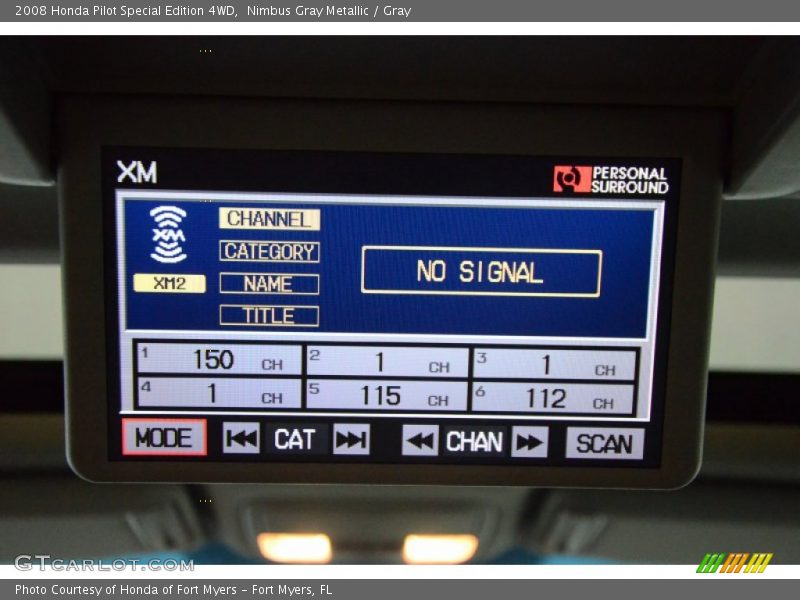 2008 Honda Pilot Special Edition 4WD,  Nimbus Gray Metallic / Gray
XM
PERSONAL
SURROUND
XM
XM2
CHANNEL
CATEGORY
NAME
TITLE
NO SIGNAL
1 150 CH 2 1 CH 3 1 CH
4 1 CH 5 115 CH 6 112 CH
MODE CAT CHAN SCAN
GTCARLOT.COM
Photo Courtesy of Honda of Fort Myers – Fort Myers, FL